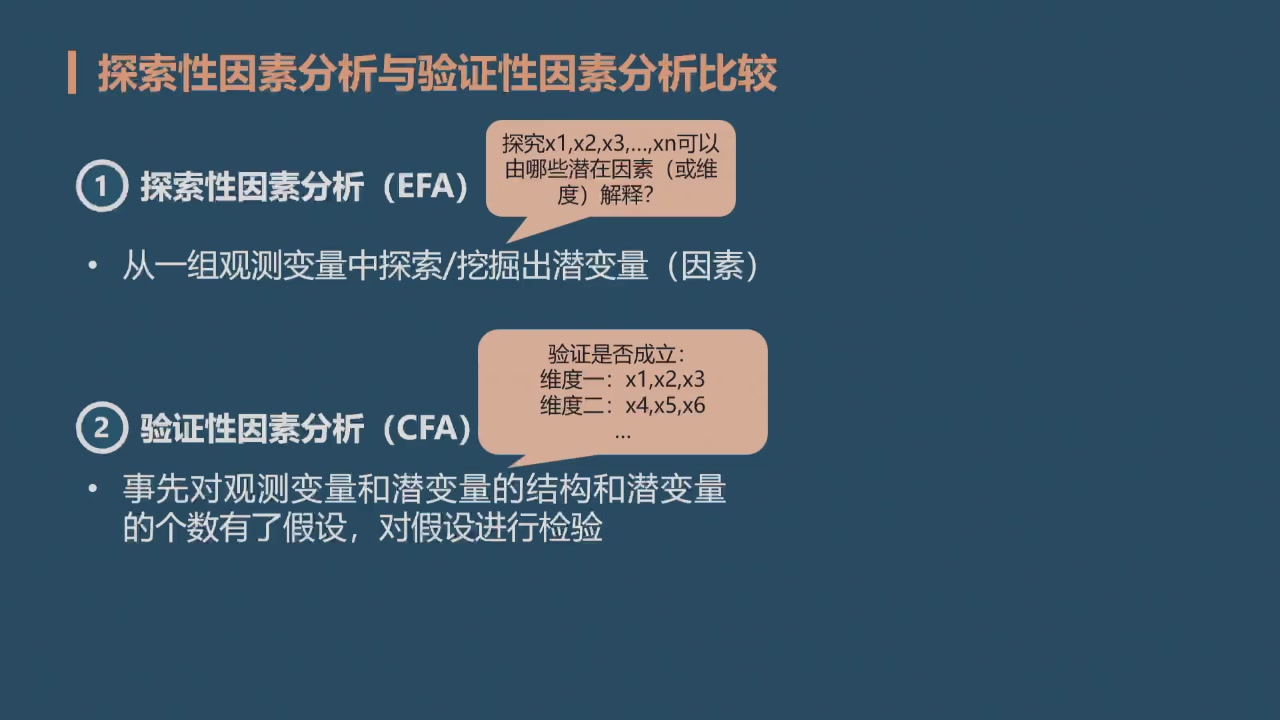 探索性因素分析与验证性因素分析比较
探究x1,x2,x3,...,xn可以
由哪些潜在因素（或维
度）解释？
1 探索性因素分析（EFA）
• 从一组观测变量中探索/挖掘出潜变量（因素）
验证是否成立：
维度一：x1,x2,x3
维度二：x4,x5,x6
...
2 验证性因素分析（CFA）
• 事先对观测变量和潜变量的结构和潜变量
的个数有了假设，对假设进行检验